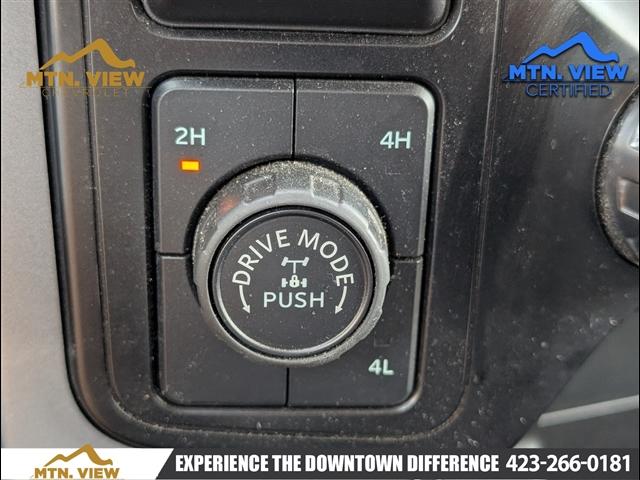 MTN. VIEW
CHEVROLET
MTN. VIEW
CERTIFIED
2H
4H
DRIVE MODE
PUSH
4L
MTN. VIEW
EXPERIENCE THE DOWNTOWN DIFFERENCE 423-266-0181